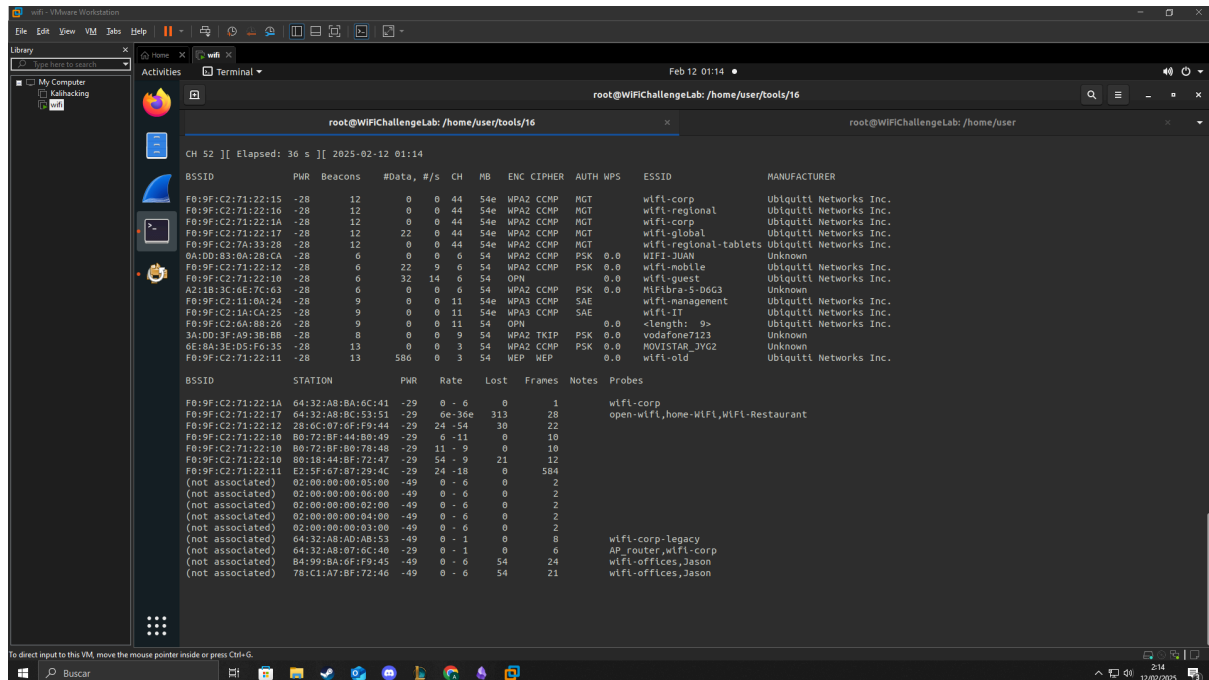 wifi - VMware Workstation
File Edit View VM Tabs Help
Library
Type here to search
My Computer
Kalihacking
wifi
Home wifi
Activities Terminal Feb 12 01:14
root@WiFiChallengeLab: /home/user/tools/16
root@WiFiChallengeLab: /home/user/tools/16 root@WiFiChallengeLab: /home/user
CH 52 ][ Elapsed: 36 s ][ 2025-02-12 01:14
BSSID PWR Beacons #Data, #/s CH MB ENC CIPHER AUTH WPS ESSID MANUFACTURER
F0:9F:C2:71:22:15 -28 12 0 0 44 54e WPA2 CCMP MGT wifi-corp Ubiquiti Networks Inc.
F0:9F:C2:71:22:16 -28 12 0 0 44 54e WPA2 CCMP MGT wifi-regional Ubiquiti Networks Inc.
F0:9F:C2:71:22:1A -28 12 0 0 44 54e WPA2 CCMP MGT wifi-corp Ubiquiti Networks Inc.
F0:9F:C2:71:22:17 -28 12 22 0 44 54e WPA2 CCMP MGT wifi-global Ubiquiti Networks Inc.
F0:9F:C2:7A:33:28 -28 12 0 0 44 54e WPA2 CCMP MGT wifi-regional-tablets Ubiquiti Networks Inc.
0A:DD:83:0A:28:CA -28 6 0 0 6 54 WPA2 CCMP PSK 0.0 WIFI-JUAN Unknown
F0:9F:C2:71:22:12 -28 6 22 9 6 54 WPA2 CCMP PSK 0.0 wifi-mobile Ubiquiti Networks Inc.
F0:9F:C2:71:22:10 -28 6 32 14 6 54 OPN 0.0 wifi-guest Ubiquiti Networks Inc.
A2:1B:3C:6E:7C:63 -28 6 0 0 6 54 WPA2 CCMP PSK 0.0 MiFibra-5-D6G3 Unknown
F0:9F:C2:11:0A:24 -28 9 0 0 11 54e WPA3 CCMP SAE wifi-management Ubiquiti Networks Inc.
F0:9F:C2:1A:CA:25 -28 9 0 0 11 54e WPA3 CCMP SAE wifi-IT Ubiquiti Networks Inc.
F0:9F:C2:6A:88:26 -28 9 0 0 11 54 OPN 0.0 <length: 9> Ubiquiti Networks Inc.
3A:DD:3F:A9:3B:BB -28 8 0 0 9 54 WPA2 TKIP PSK 0.0 vodafone7123 Unknown
6E:8A:3E:D5:F6:35 -28 13 0 0 3 54 WPA2 CCMP PSK 0.0 MOVISTAR_JYG2 Unknown
F0:9F:C2:71:22:11 -28 13 586 0 3 54 WEP WEP 0.0 wifi-old Ubiquiti Networks Inc.
BSSID STATION PWR Rate Lost Frames Notes Probes
F0:9F:C2:71:22:1A 64:32:A8:BA:6C:41 -29 0 - 6 0 1 wifi-corp
F0:9F:C2:71:22:17 64:32:A8:BC:53:51 -29 6e-36e 313 28 open-wifi,home-WiFi,WiFi-Restaurant
F0:9F:C2:71:22:12 28:6C:07:6F:F9:44 -29 24 -54 30 22
F0:9F:C2:71:22:10 B0:72:BF:44:B0:49 -29 6 -11 0 10
F0:9F:C2:71:22:10 B0:72:BF:B0:78:48 -29 11 - 9 0 10
F0:9F:C2:71:22:10 80:18:44:BF:72:47 -29 54 - 9 21 12
F0:9F:C2:71:22:11 E2:5F:67:87:29:4C -29 24 -18 0 584
(not associated) 02:00:00:00:05:00 -49 0 - 6 0 2
(not associated) 02:00:00:00:06:00 -49 0 - 6 0 2
(not associated) 02:00:00:00:02:00 -49 0 - 6 0 2
(not associated) 02:00:00:00:04:00 -49 0 - 6 0 2
(not associated) 02:00:00:00:03:00 -49 0 - 6 0 2
(not associated) 64:32:A8:AD:AB:53 -49 0 - 1 0 8 wifi-corp-legacy
(not associated) 64:32:A8:07:6C:40 -29 0 - 1 0 6 AP_router,wifi-corp
(not associated) B4:99:BA:6F:F9:45 -49 0 - 6 54 24 wifi-offices,Jason
(not associated) 78:C1:A7:BF:72:46 -49 0 - 6 54 21 wifi-offices,Jason
To direct input to this VM, move the mouse pointer inside or press Ctrl+G.
Buscar
2:14
12/02/2025